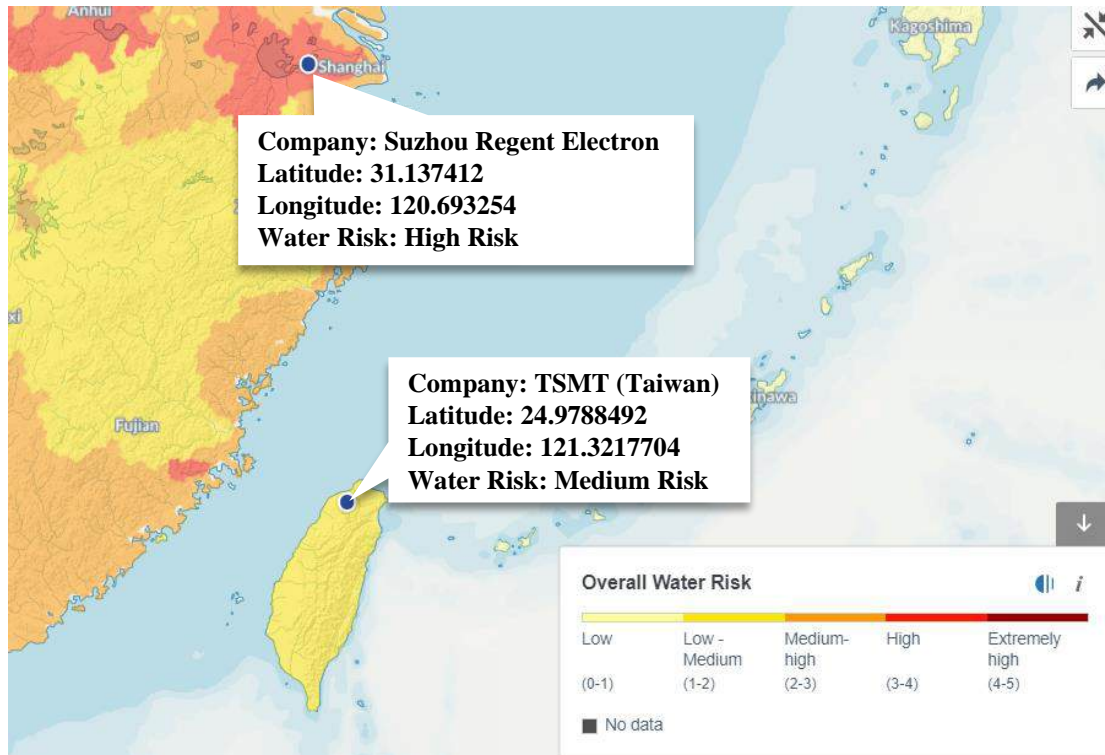 Anhui
Kagoshima
Shanghai
Company: Suzhou Regent Electron
Latitude: 31.137412
Longitude: 120.693254
Water Risk: High Risk
xi
Company: TSMT (Taiwan)
Latitude: 24.9788492
Longitude: 121.3217704
Water Risk: Medium Risk
inawa
Fujian
Overall Water Risk
i
Low
Low -
Medium
Medium-
high
High
Extremely
high
(0-1)
(1-2)
(2-3)
(3-4)
(4-5)
No data